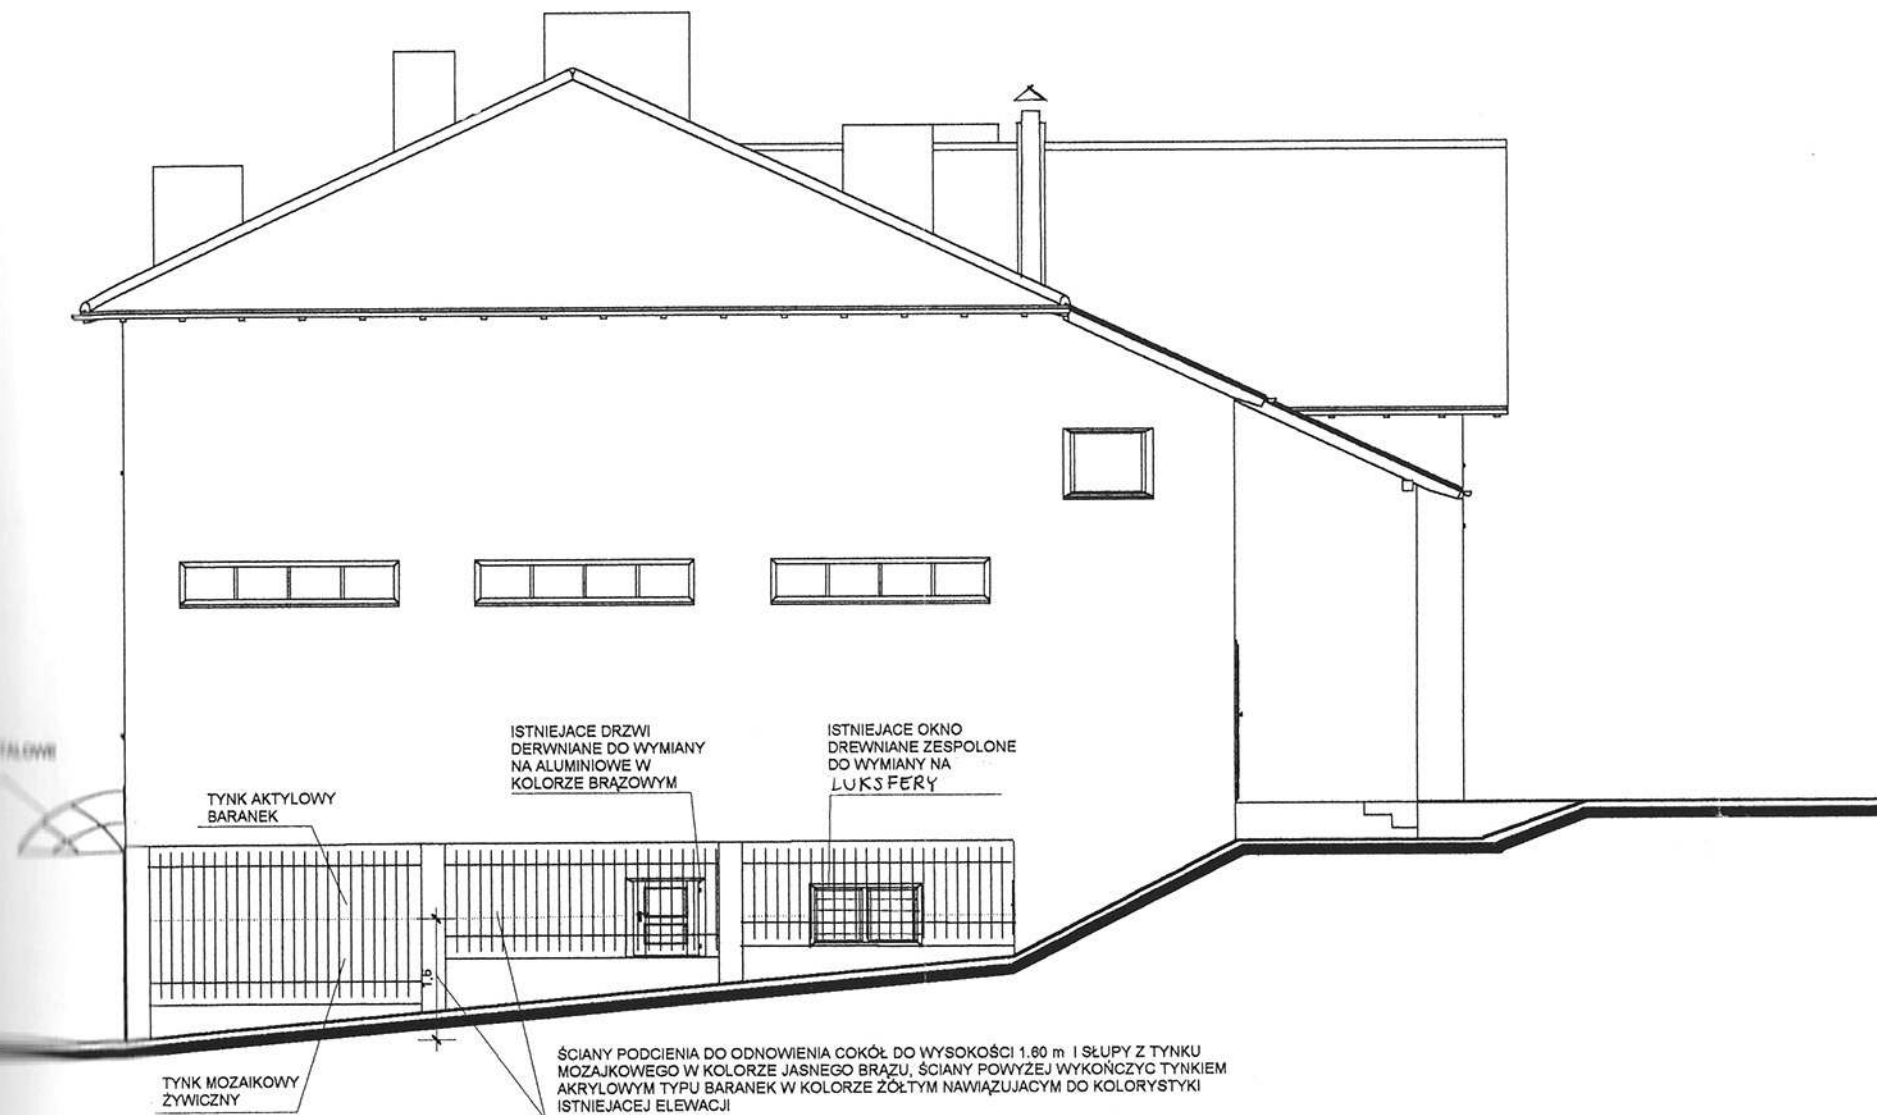 ISTNIEJACE DRZWI
DERWNIANE DO WYMIANY
NA ALUMINIOWE W
KOLORZE BRĄZOWYM
ISTNIEJACE OKNO
DREWNIANE ZESPOLONE
DO WYMIANY NA
LUKSFERY
TYNK AKTYLOWY
BARANEK
1,6
TYNK MOZAIKOWY
ŻYWICZNY
ŚCIANY PODCIENIA DO ODNOWIENIA COKÓŁ DO WYSOKOŚCI 1.60 m I SŁUPY Z TYNKU
MOZAJKOWEGO W KOLORZE JASNEGO BRĄZU, ŚCIANY POWYŻEJ WYKOŃCZYC TYNKIEM
AKRYLOWYM TYPU BARANEK W KOLORZE ŻÓŁTYM NAWIĄZUJACYM DO KOLORYSTYKI
ISTNIEJACEJ ELEWACJI